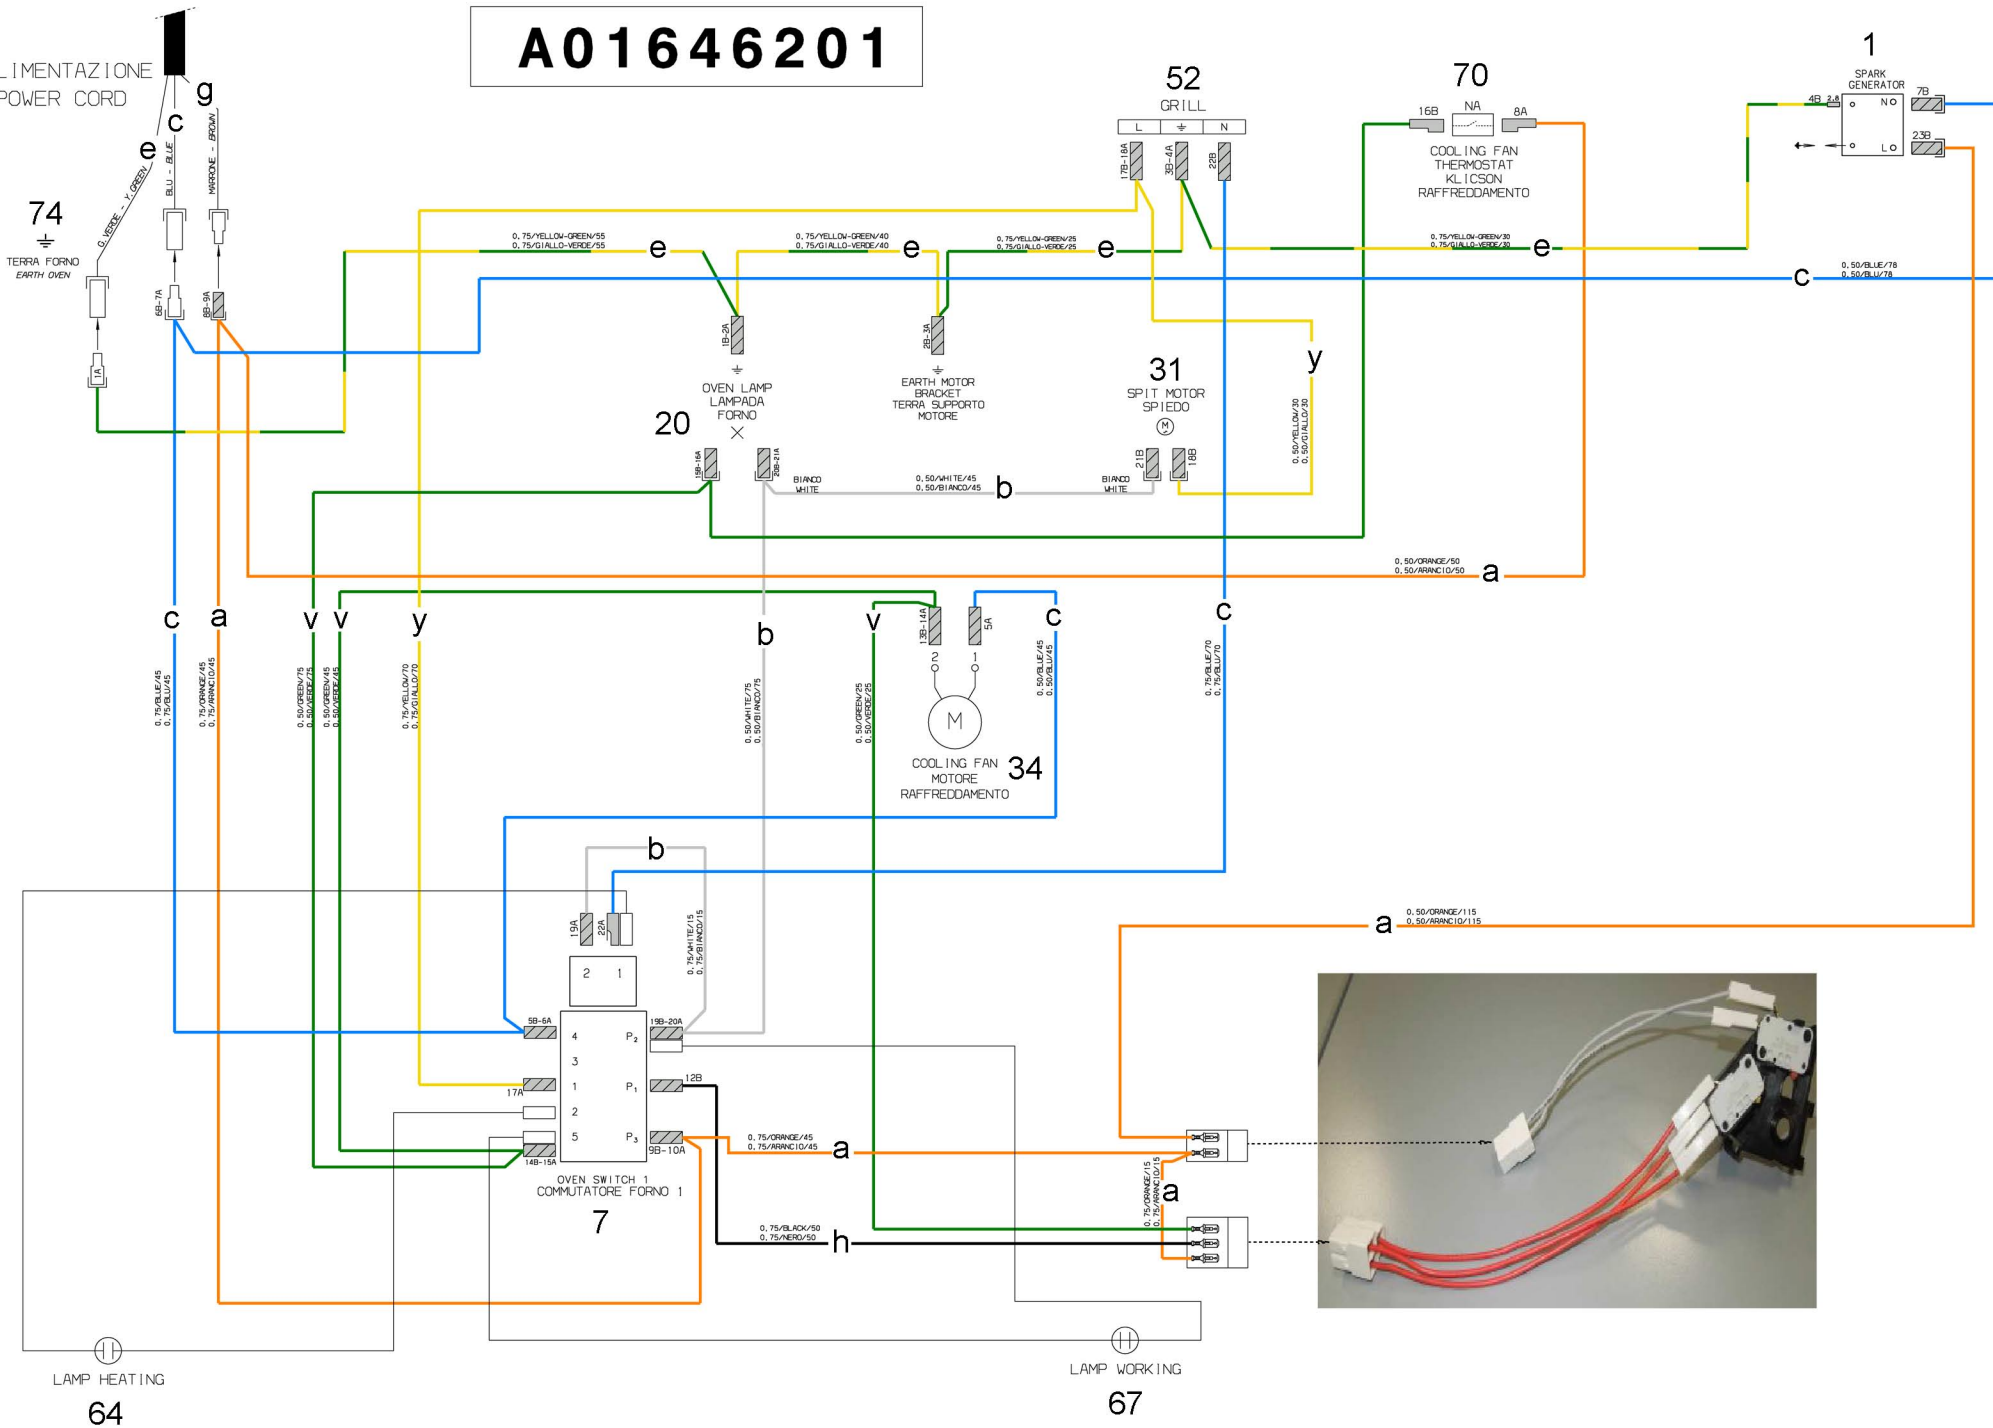 A01646201
LIMENTAZIONE
POWER CORD
g
c
e
G. VERDE - Y. GREEN
BLU - BLUE
MARRONE - BROWN
74
TERRA FORNO
EARTH OVEN
1A
6B-7A
8B-9A
52
GRILL
L
N
17B-18A
3B-4A
22B
70
16B
NA
8A
COOLING FAN
THERMOSTAT
KLICSON
RAFFREDDAMENTO
1
SPARK
GENERATOR
4B
2.8
N
L
7B
23B
0,75/YELLOW-GREEN/55
0,75/GIALLO-VERDE/55
e
0,75/YELLOW-GREEN/40
0,75/GIALLO-VERDE/40
e
0,75/YELLOW-GREEN/25
0,75/GIALLO-VERDE/25
e
0,75/YELLOW-GREEN/30
0,75/GIALLO-VERDE/30
e
0,50/BLUE/78
0,50/BLU/78
c
1B-2A
OVEN LAMP
LAMPADA
FORNO
20
15B-16A
20B-21A
2B-3A
EARTH MOTOR
BRACKET
TERRA SUPPORTO
MOTORE
31
SPIT MOTOR
SPIEDO
M
21B
18B
y
0,50/YELLOW/30
0,50/GIALLO/30
BIANCO
WHITE
0,50/WHITE/45
0,50/BIANCO/45
b
BIANCO
WHITE
0,50/ORANGE/50
0,50/ARANCIO/50
a
c
a
v
v
y
b
v
c
c
0,75/BLUE/45
0,75/BLU/45
0,75/ORANGE/45
0,75/ARANCIO/45
0,50/GREEN/75
0,50/VERDE/75
0,50/GREEN/45
0,50/VERDE/45
0,75/YELLOW/70
0,75/GIALLO/70
0,50/WHITE/75
0,50/BIANCO/75
0,50/GREEN/25
0,50/VERDE/25
13B-14A
5A
2
1
M
COOLING FAN
MOTORE
RAFFREDDAMENTO
34
0,50/BLUE/45
0,50/BLU/45
0,75/BLUE/70
0,75/BLU/70
b
19A
22A
0,75/WHITE/15
0,75/BIANCO/15
2 1
5B-6A
4
3
1
2
5
17A
14B-15A
19B-20A
P2
P1
P3
12B
9B-10A
OVEN SWITCH 1
COMMUTATORE FORNO 1
7
0,75/ORANGE/45
0,75/ARANCIO/45
a
0,75/BLACK/50
0,75/NERO/50
h
0,50/ORANGE/115
0,50/ARANCIO/115
a
0,75/ORANGE/15
0,75/ARANCIO/15
a
LAMP HEATING
64
LAMP WORKING
67